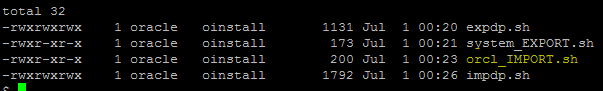 total 32
-rwxrwxrwx 1 oracle oinstall 1131 Jul 1 00:20 expdp.sh
-rwxr-xr-x 1 oracle oinstall 173 Jul 1 00:21 system_EXPORT.sh
-rwxr-xr-x 1 oracle oinstall 200 Jul 1 00:23 orcl_IMPORT.sh
-rwxrwxrwx 1 oracle oinstall 1792 Jul 1 00:26 impdp.sh
$